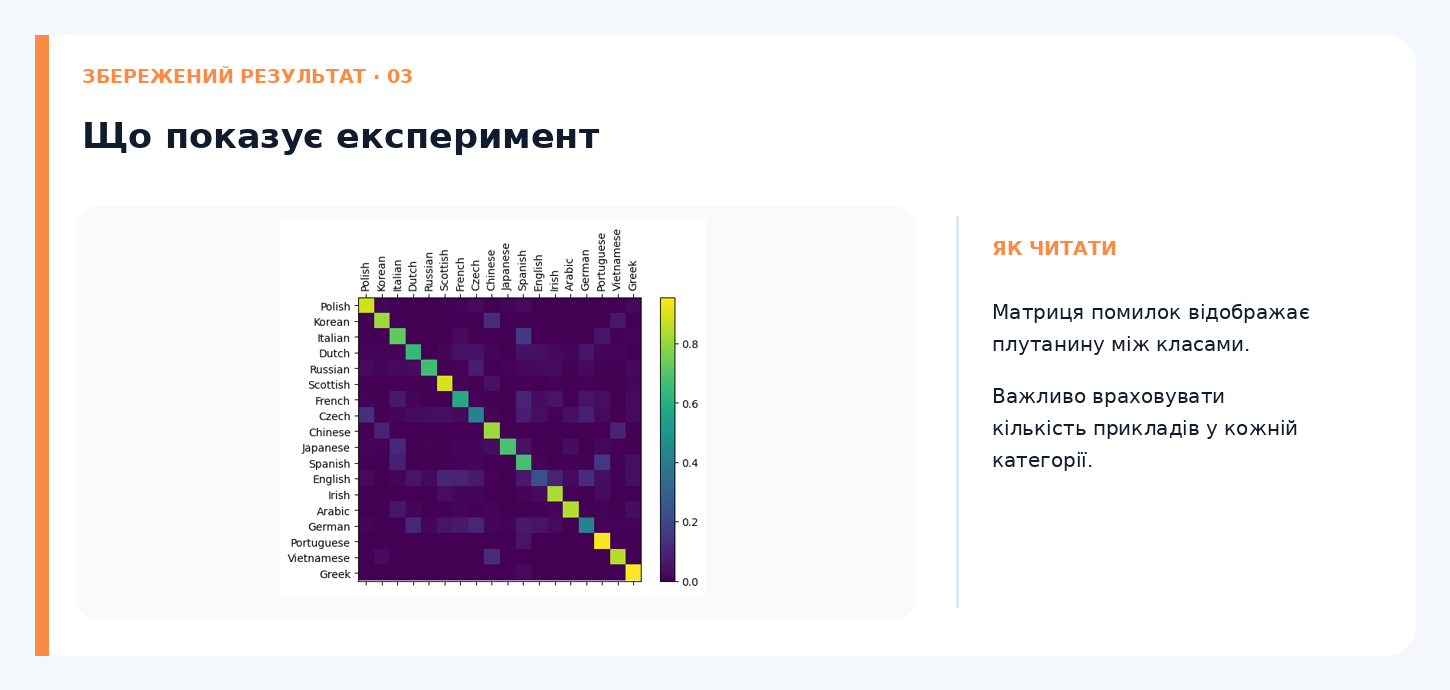 ЗБЕРЕЖЕНИЙ РЕЗУЛЬТАТ · 03
Що показує експеримент
Polish
Korean
Italian
Dutch
Russian
Scottish
French
Czech
Chinese
Japanese
Spanish
English
Irish
Arabic
German
Portuguese
Vietnamese
Greek
Polish
Korean
Italian
Dutch
Russian
Scottish
French
Czech
Chinese
Japanese
Spanish
English
Irish
Arabic
German
Portuguese
Vietnamese
Greek
0.8
0.6
0.4
0.2
0.0
ЯК ЧИТАТИ
Матриця помилок відображає
плутанину між класами.
Важливо враховувати
кількість прикладів у кожній
категорії.